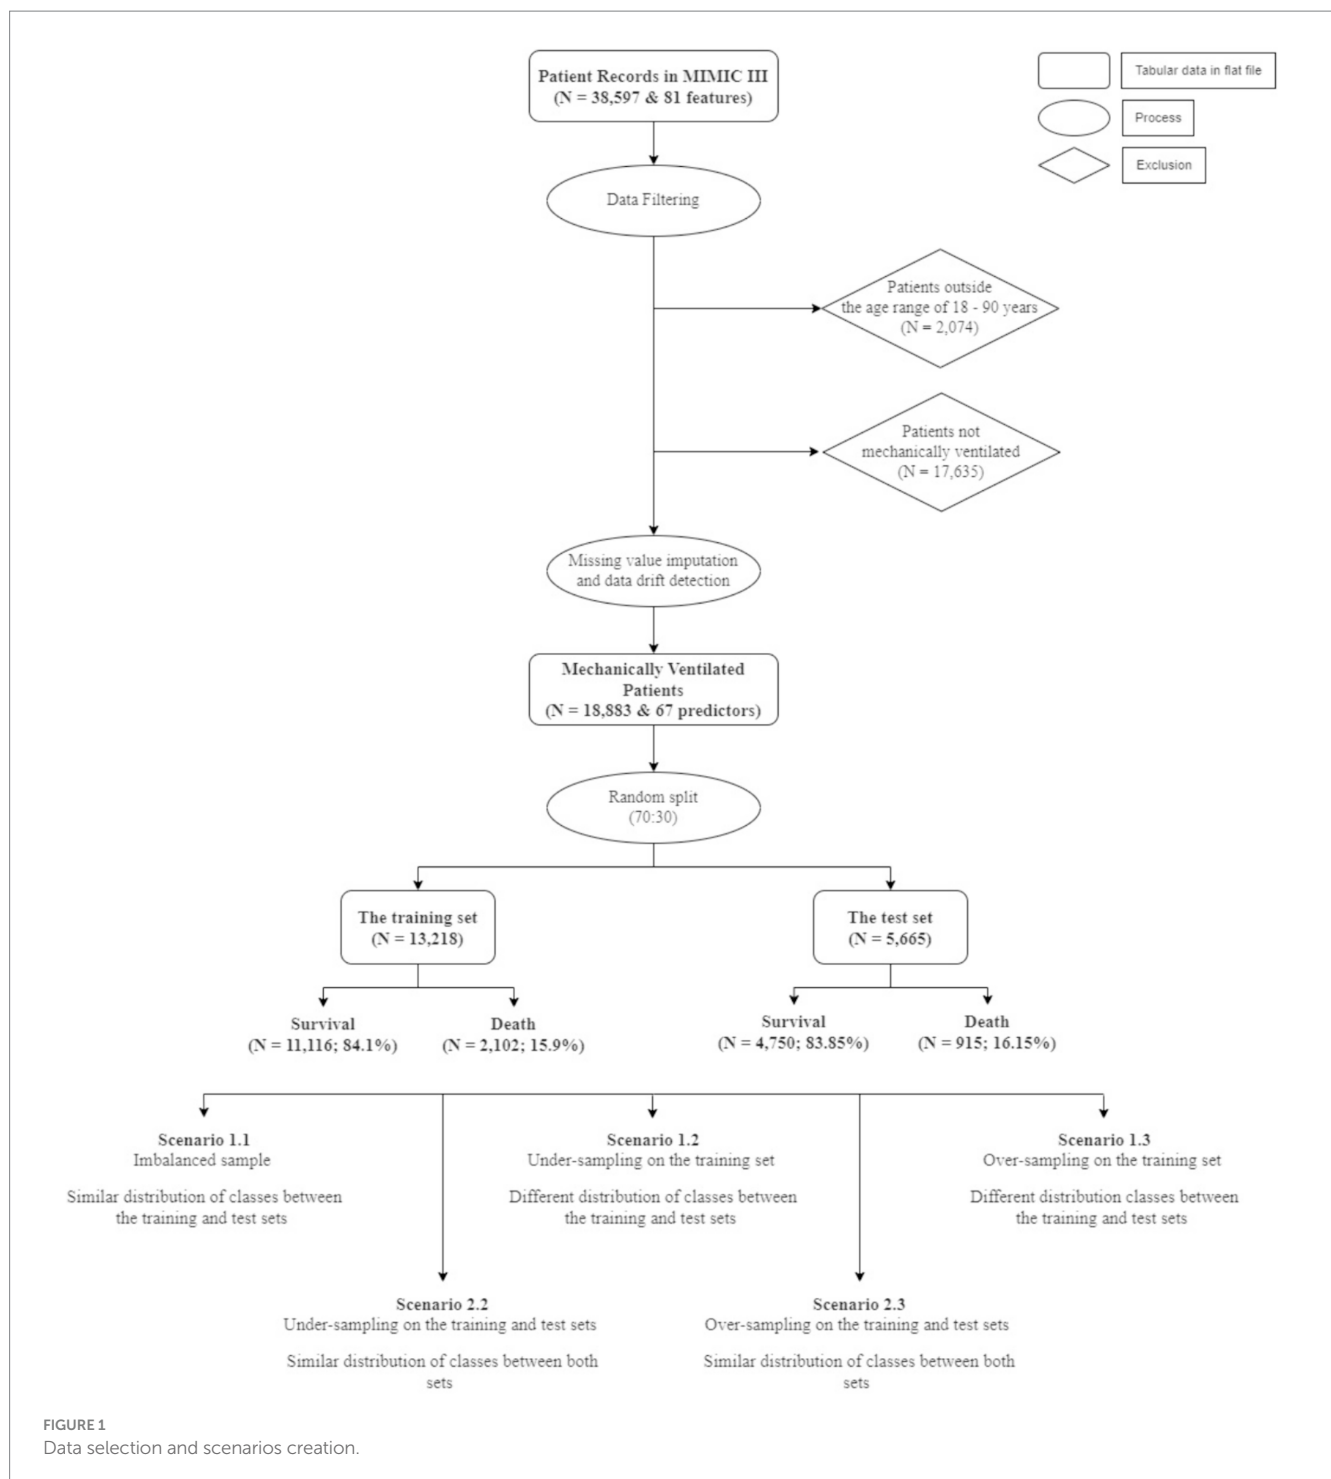 Patient Records in MIMIC III
(N = 38,597 & 81 features)
Tabular data in flat file
Process
Exclusion
Data Filtering
Patients outside
the age range of 18 - 90 years
(N = 2,074)
Patients not
mechanically ventilated
(N = 17,635)
Missing value imputation
and data drift detection
Mechanically Ventilated
Patients
(N = 18,883 & 67 predictors)
Random split
(70:30)
The training set
(N = 13,218)
The test set
(N = 5,665)
Survival
(N = 11,116; 84.1%)
Death
(N = 2,102; 15.9%)
Survival
(N = 4,750; 83.85%)
Death
(N = 915; 16.15%)
Scenario 1.1
Imbalanced sample
Similar distribution of classes between
the training and test sets
Scenario 1.2
Under-sampling on the training set
Different distribution of classes between
the training and test sets
Scenario 1.3
Over-sampling on the training set
Different distribution classes between
the training and test sets
Scenario 2.2
Under-sampling on the training and test sets
Similar distribution of classes between both
sets
Scenario 2.3
Over-sampling on the training and test sets
Similar distribution of classes between both
sets
FIGURE 1
Data selection and scenarios creation.